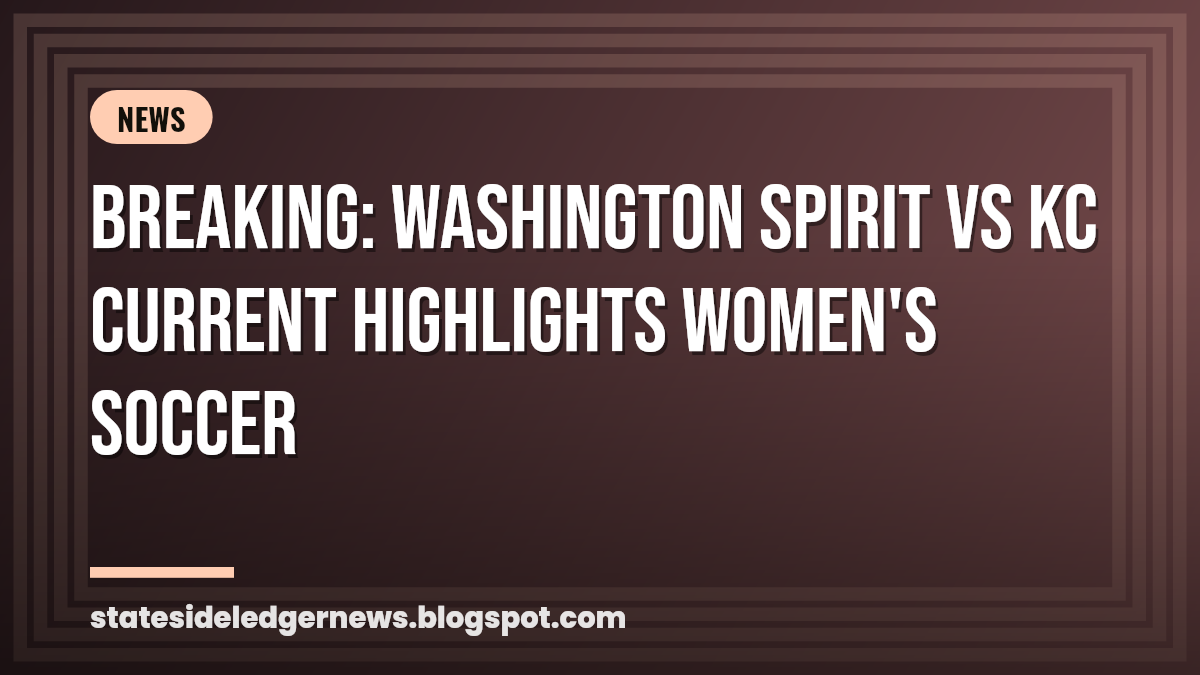 NEWS
BREAKING: WASHINGTON SPIRIT VS KC
CURRENT HIGHLIGHTS WOMEN'S
SOCCER
statesideledgernews.blogspot.com